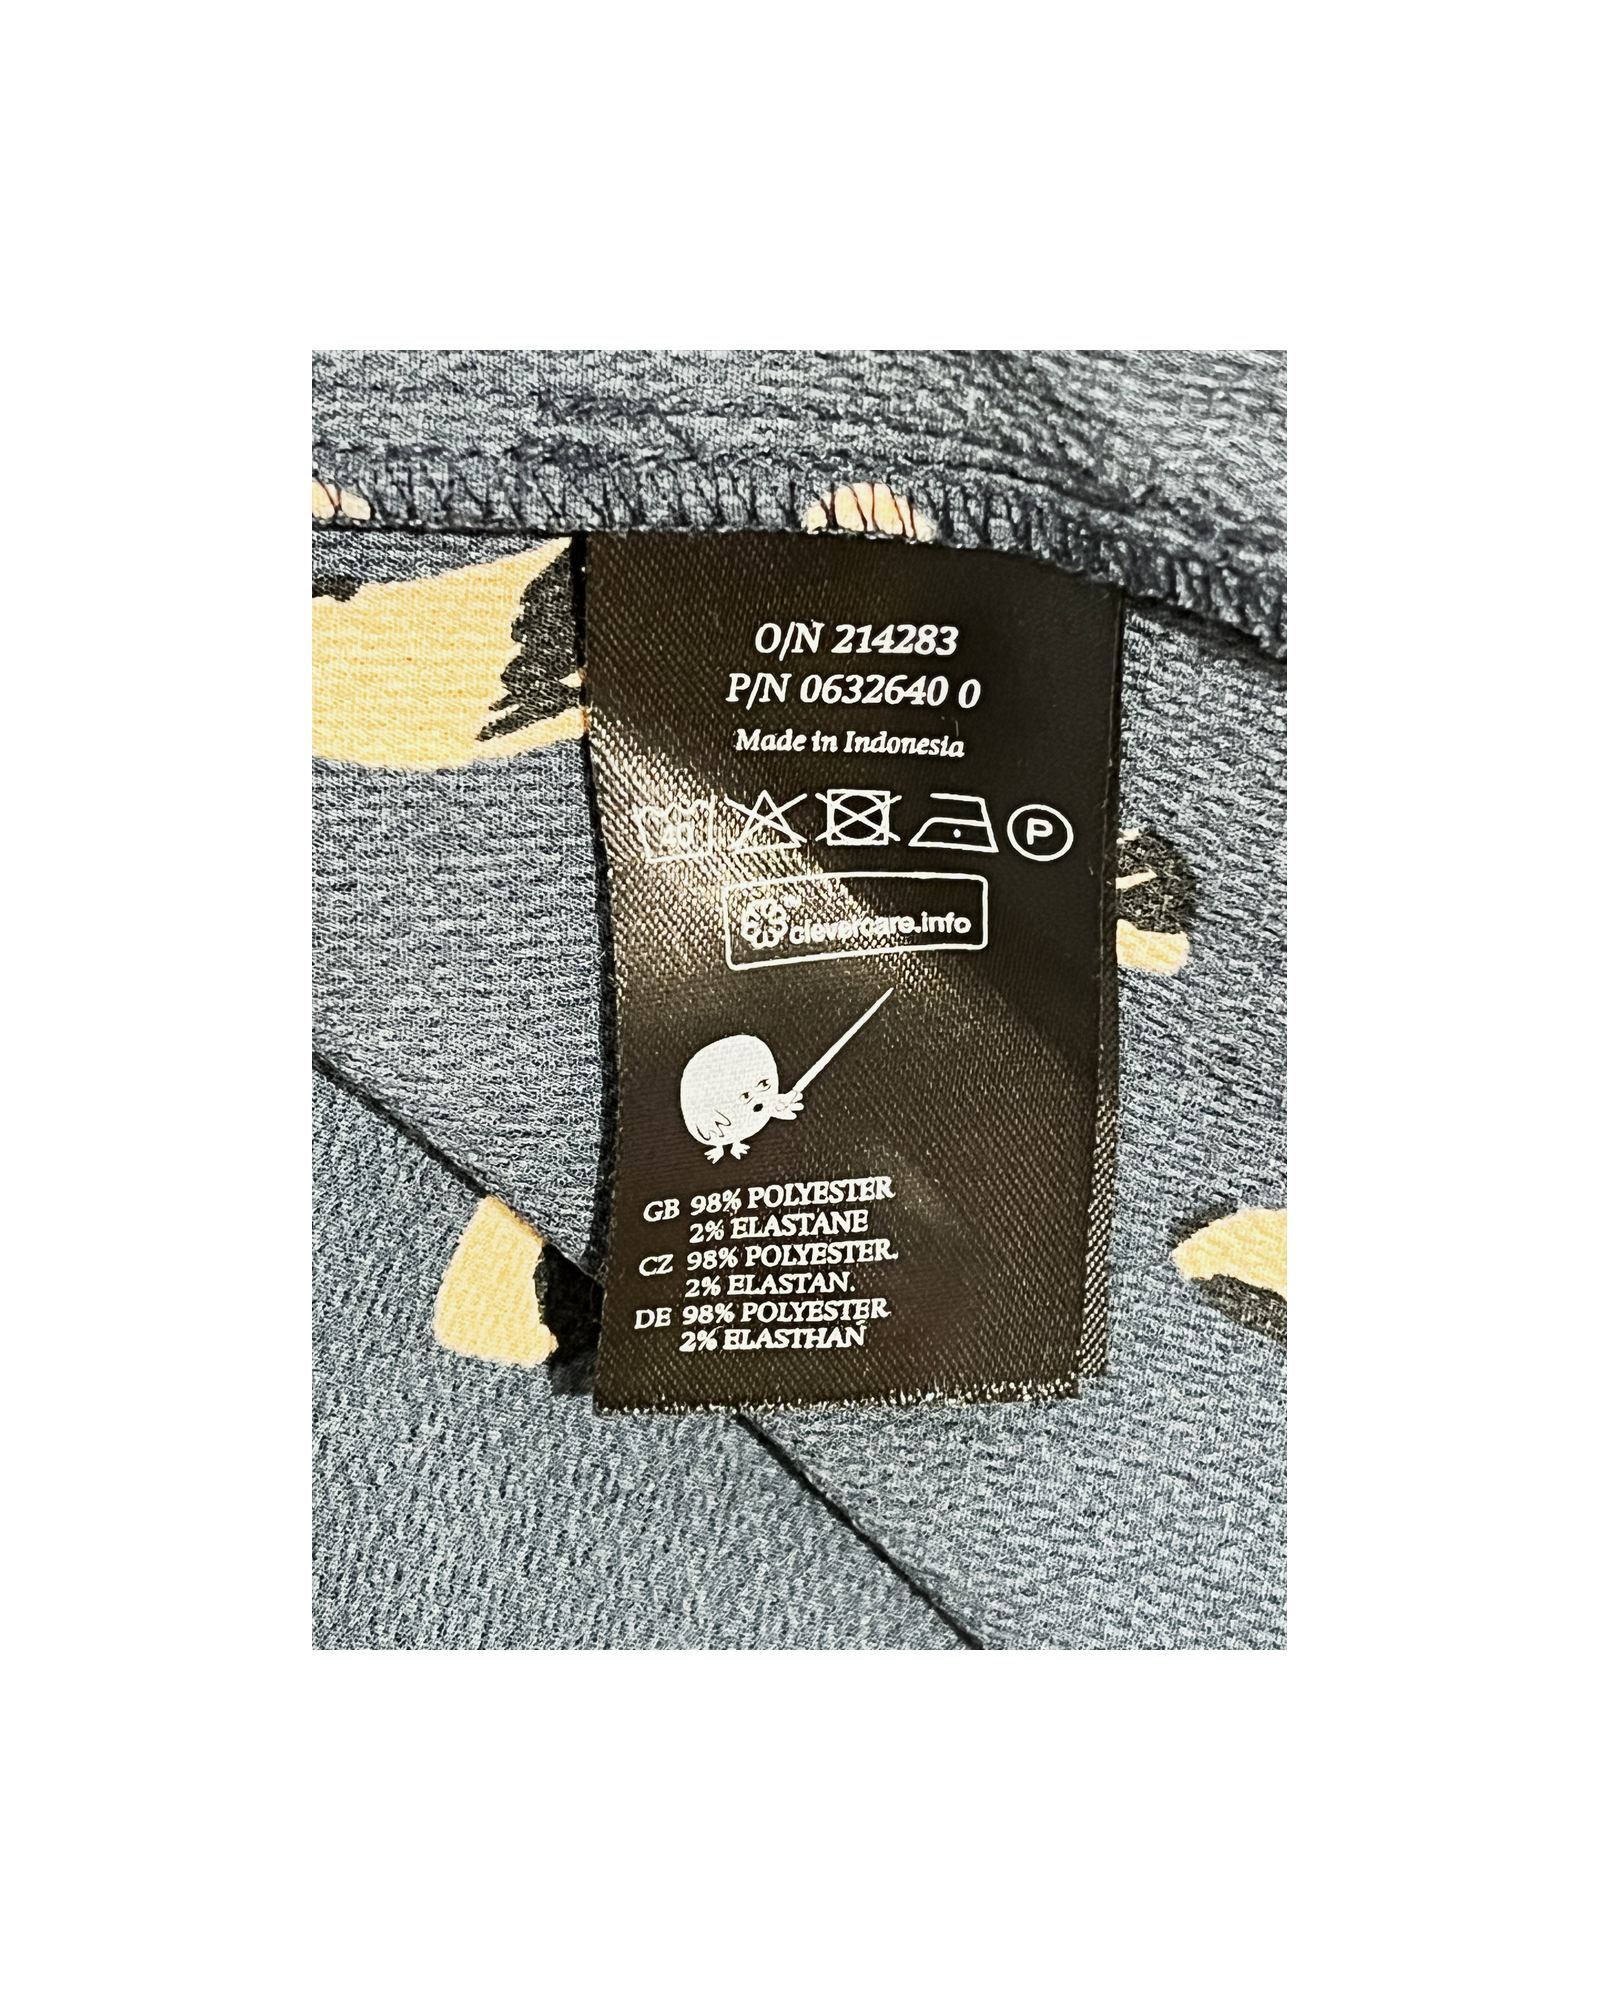 O/N 214283
P/N 0632640 0
Made in Indonesia
40
P
clevercare.info
GB 98% POLYESTER
2% ELASTANE
CZ 98% POLYESTER.
2% ELASTAN.
DE 98% POLYESTER
2% ELASTHAN